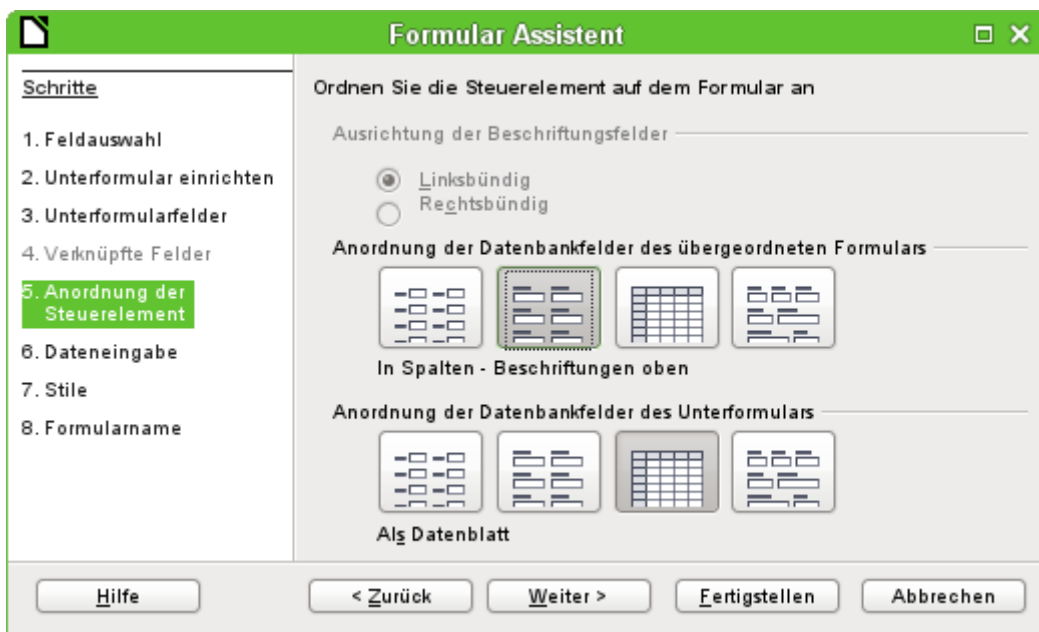 Formular Assistent
Schritte
1. Feldauswahl
2. Unterformular einrichten
3. Unterformularfelder
4. Verknüpfte Felder
5. Anordnung der
Steuerelement
6. Dateneingabe
7. Stile
8. Formularname
Ordnen Sie die Steuerelement auf dem Formular an
Ausrichtung der Beschriftungsfelder
Linksbündig
Rechtsbündig
Anordnung der Datenbankfelder des übergeordneten Formulars
In Spalten - Beschriftungen oben
Anordnung der Datenbankfelder des Unterformulars
Als Datenblatt
Hilfe
< Zurück
Weiter >
Fertigstellen
Abbrechen